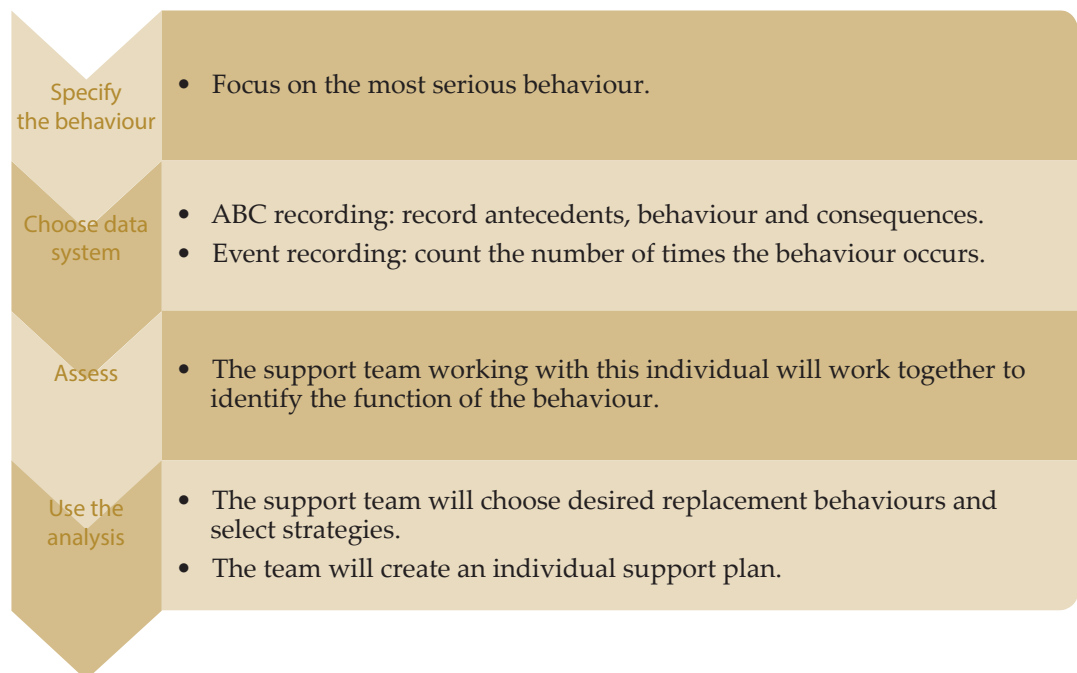 Specify
the behaviour
• Focus on the most serious behaviour.
Choose data
system
• ABC recording: record antecedents, behaviour and consequences.
• Event recording: count the number of times the behaviour occurs.
Assess
• The support team working with this individual will work together to
identify the function of the behaviour.
Use the
analysis
• The support team will choose desired replacement behaviours and
select strategies.
• The team will create an individual support plan.